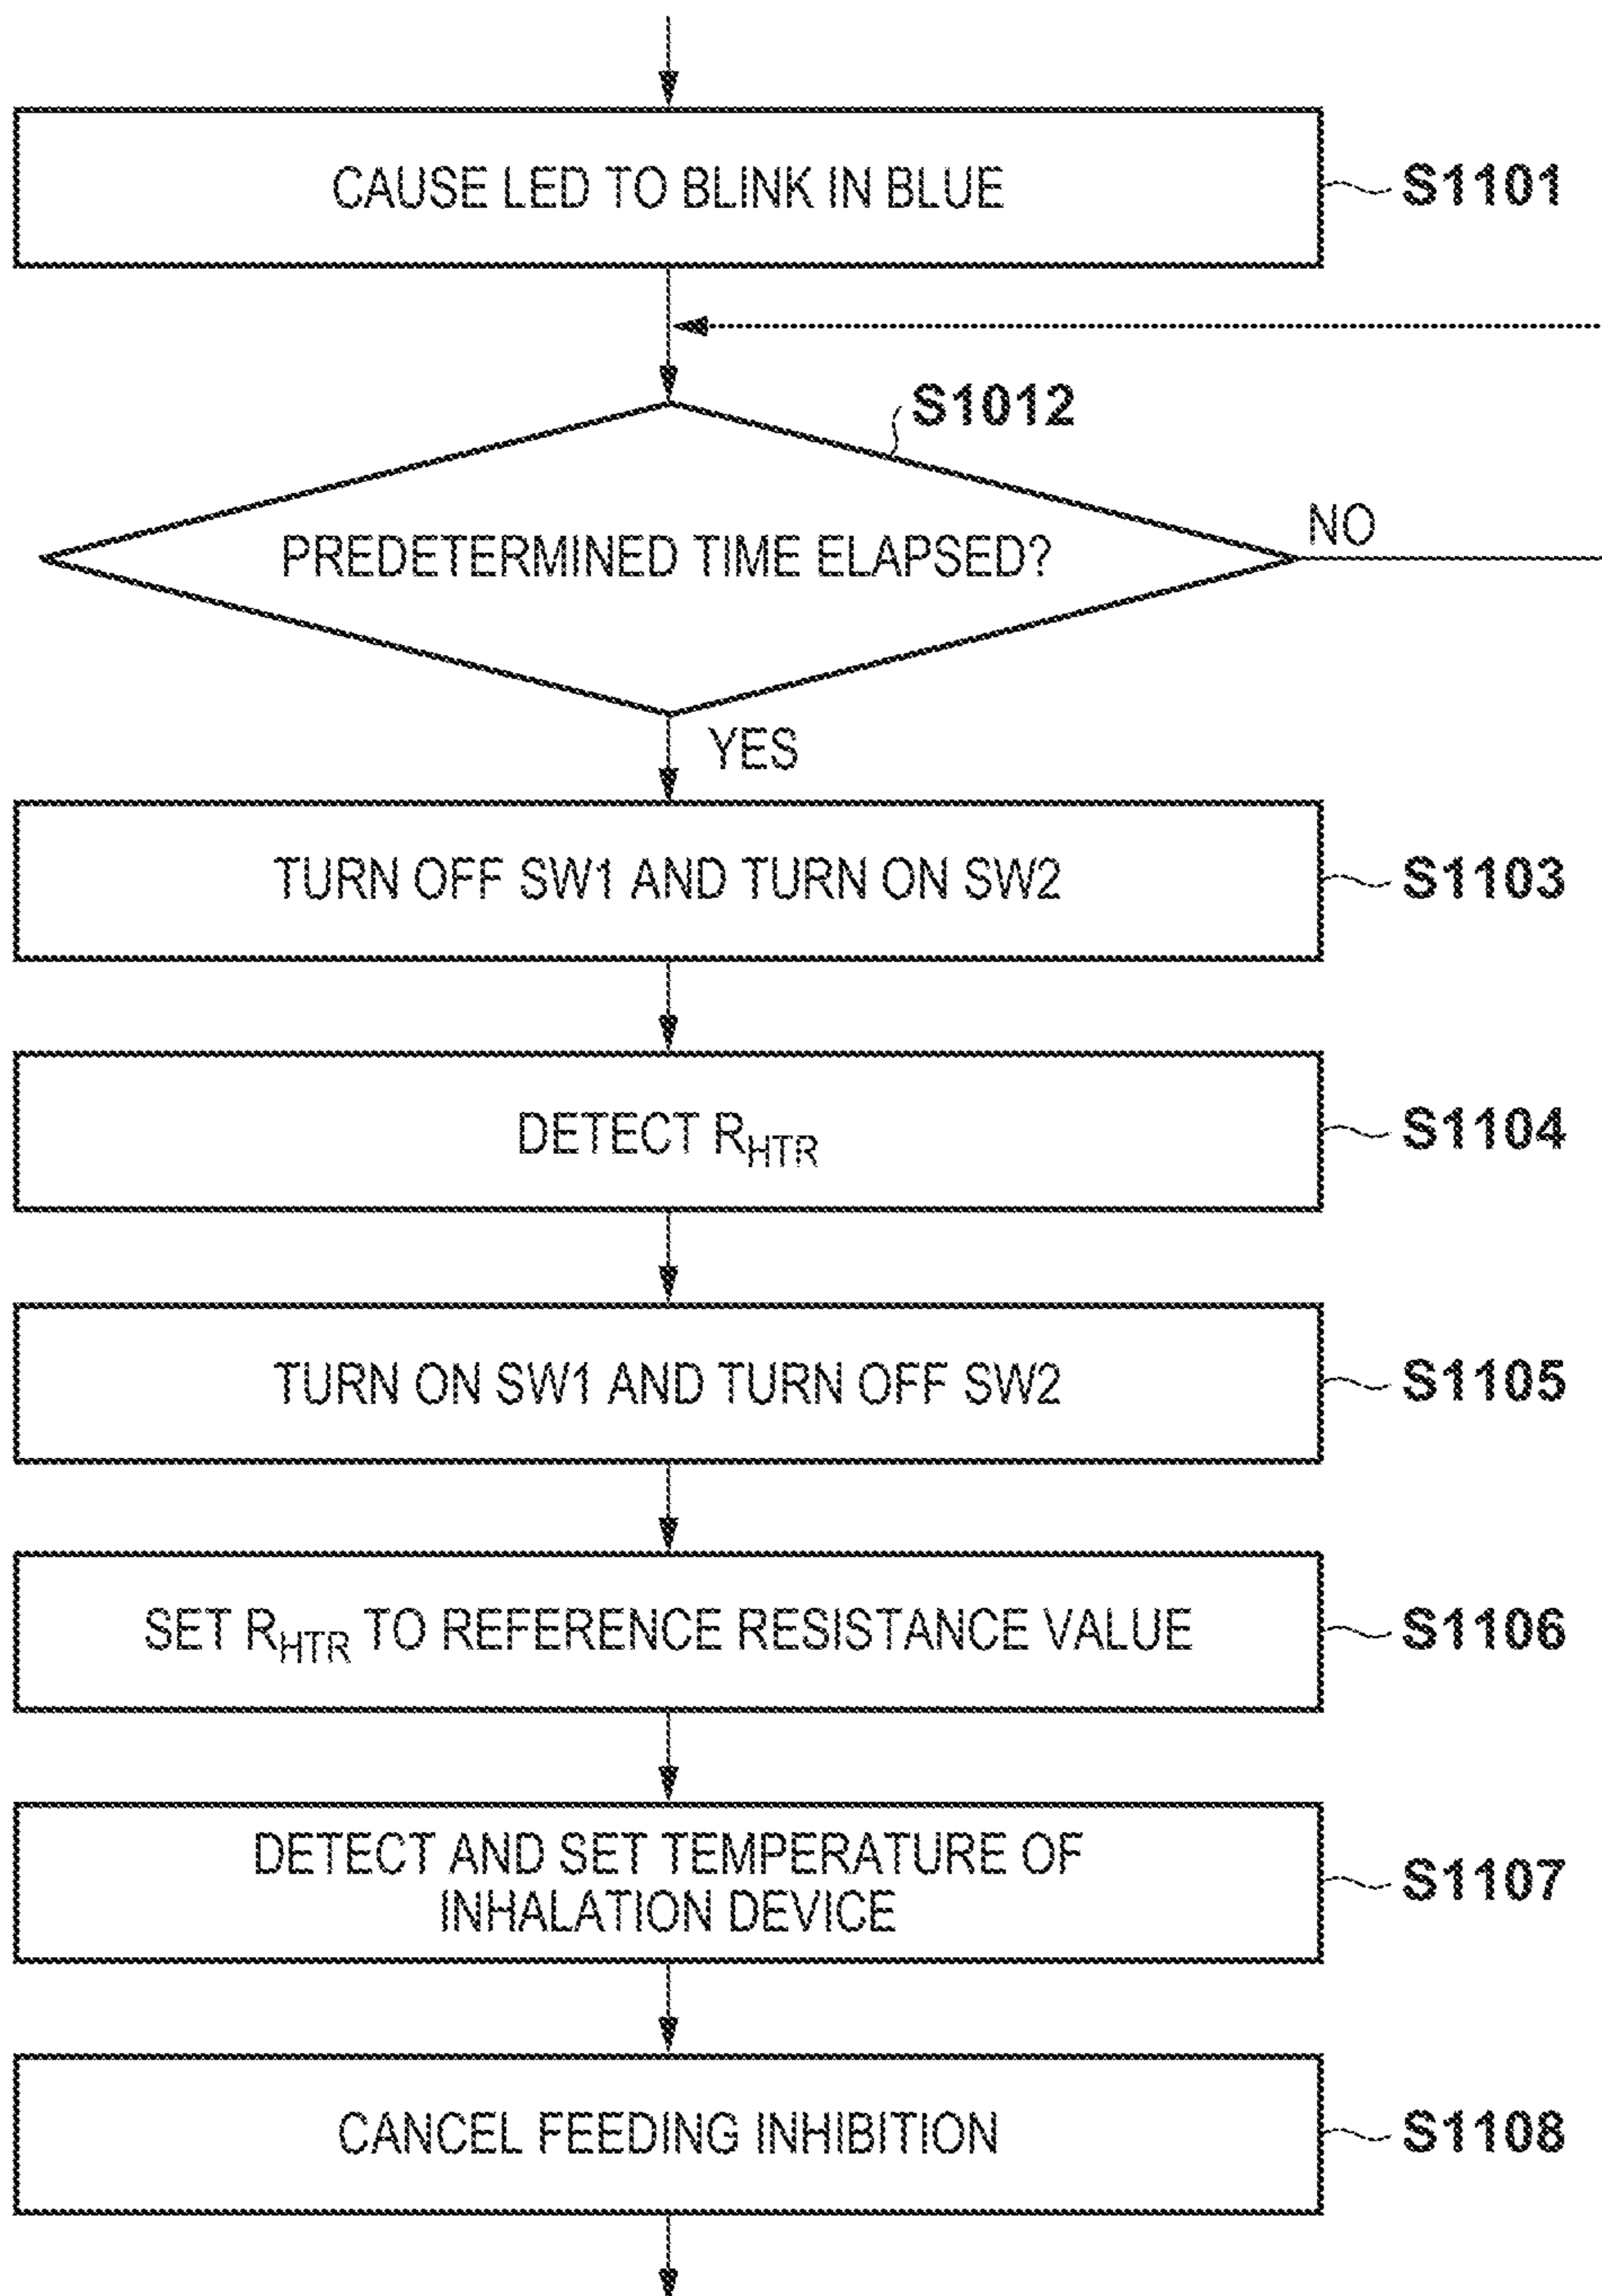 CAUSE LED TO BLINK IN BLUE
S1101
S1012
PREDETERMINED TIME ELAPSED?
NO
YES
TURN OFF SW1 AND TURN ON SW2
S1103
DETECT RHTR
S1104
TURN ON SW1 AND TURN OFF SW2
S1105
SET RHTR TO REFERENCE RESISTANCE VALUE
S1106
DETECT AND SET TEMPERATURE OF
INHALATION DEVICE
S1107
CANCEL FEEDING INHIBITION
S1108